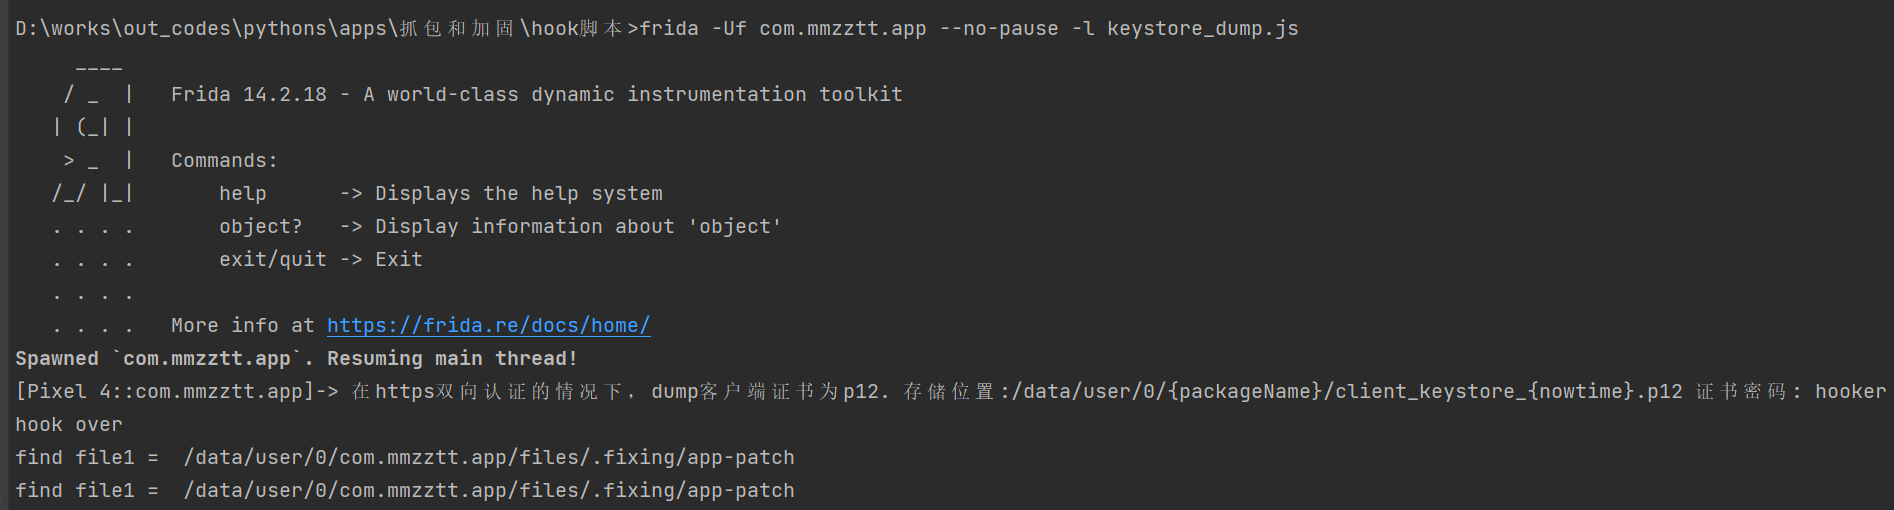 D:\works\out_codes\pythons\apps\抓包和加固\hook脚本>frida -Uf com.mmzztt.app --no-pause -l keystore_dump.js
     ____
    / _  |   Frida 14.2.18 - A world-class dynamic instrumentation toolkit
   | (_| |
    > _  |   Commands:
   /_/ |_|       help      -> Displays the help system
   . . . .       object?   -> Display information about 'object'
   . . . .       exit/quit -> Exit
   . . . .
   . . . .   More info at https://frida.re/docs/home/
Spawned `com.mmzztt.app`. Resuming main thread!
[Pixel 4::com.mmzztt.app]-> 在https双向认证的情况下，dump客户端证书为p12. 存储位置:/data/user/0/{packageName}/client_keystore_{nowtime}.p12 证书密码: hooker
hook over
find file1 =  /data/user/0/com.mmzztt.app/files/.fixing/app-patch
find file1 =  /data/user/0/com.mmzztt.app/files/.fixing/app-patch